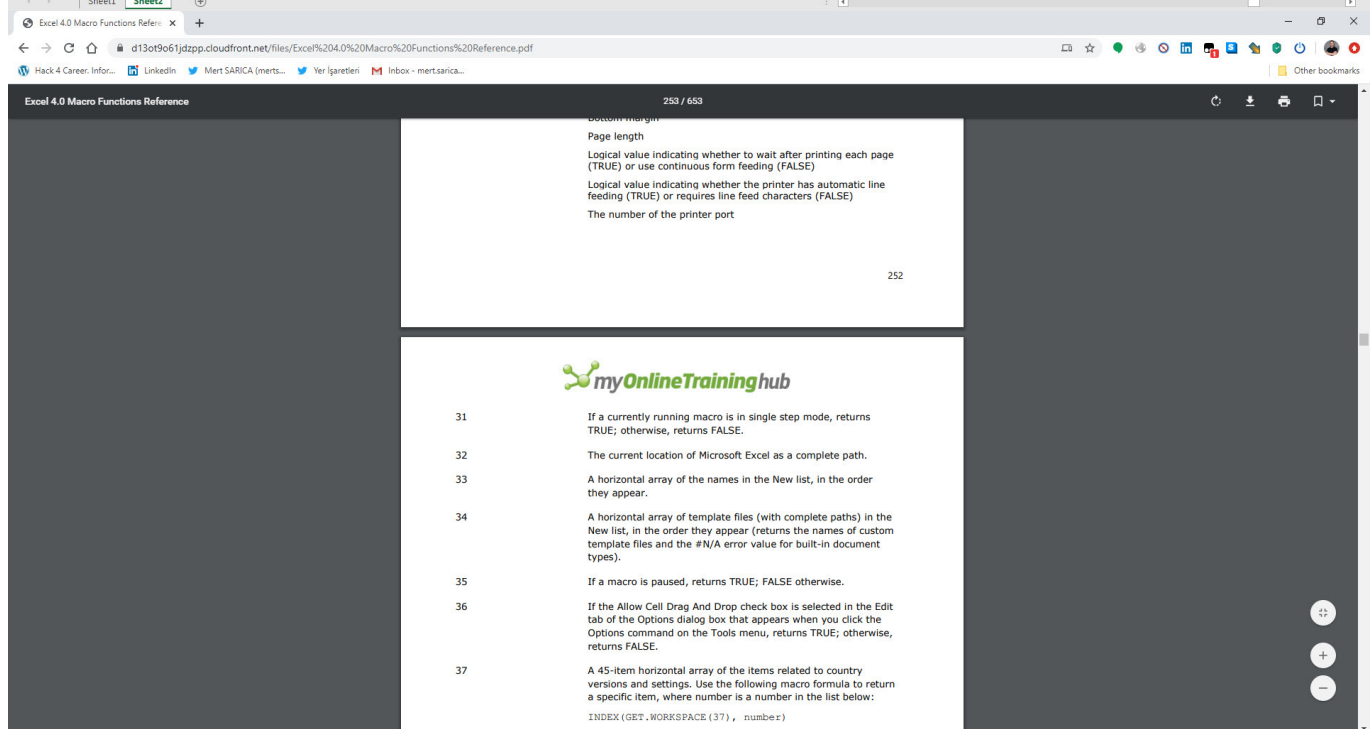 Sheet1 Sheet2
Excel 4.0 Macro Functions Refere
d13ot9o61jdzpp.cloudfront.net/files/Excel%204.0%20Macro%20Functions%20Reference.pdf
Hack 4 Career. Infor... LinkedIn Mert SARICA (merts... Yer İşaretleri Inbox - mert.sarica... Other bookmarks
Excel 4.0 Macro Functions Reference 253 / 653
Bottom margin
Page length
Logical value indicating whether to wait after printing each page
(TRUE) or use continuous form feeding (FALSE)
Logical value indicating whether the printer has automatic line
feeding (TRUE) or requires line feed characters (FALSE)
The number of the printer port
252
myOnlineTraininghub
31 If a currently running macro is in single step mode, returns
TRUE; otherwise, returns FALSE.
32 The current location of Microsoft Excel as a complete path.
33 A horizontal array of the names in the New list, in the order
they appear.
34 A horizontal array of template files (with complete paths) in the
New list, in the order they appear (returns the names of custom
template files and the #N/A error value for built-in document
types).
35 If a macro is paused, returns TRUE; FALSE otherwise.
36 If the Allow Cell Drag And Drop check box is selected in the Edit
tab of the Options dialog box that appears when you click the
Options command on the Tools menu, returns TRUE; otherwise,
returns FALSE.
37 A 45-item horizontal array of the items related to country
versions and settings. Use the following macro formula to return
a specific item, where number is a number in the list below:
INDEX(GET.WORKSPACE(37), number)